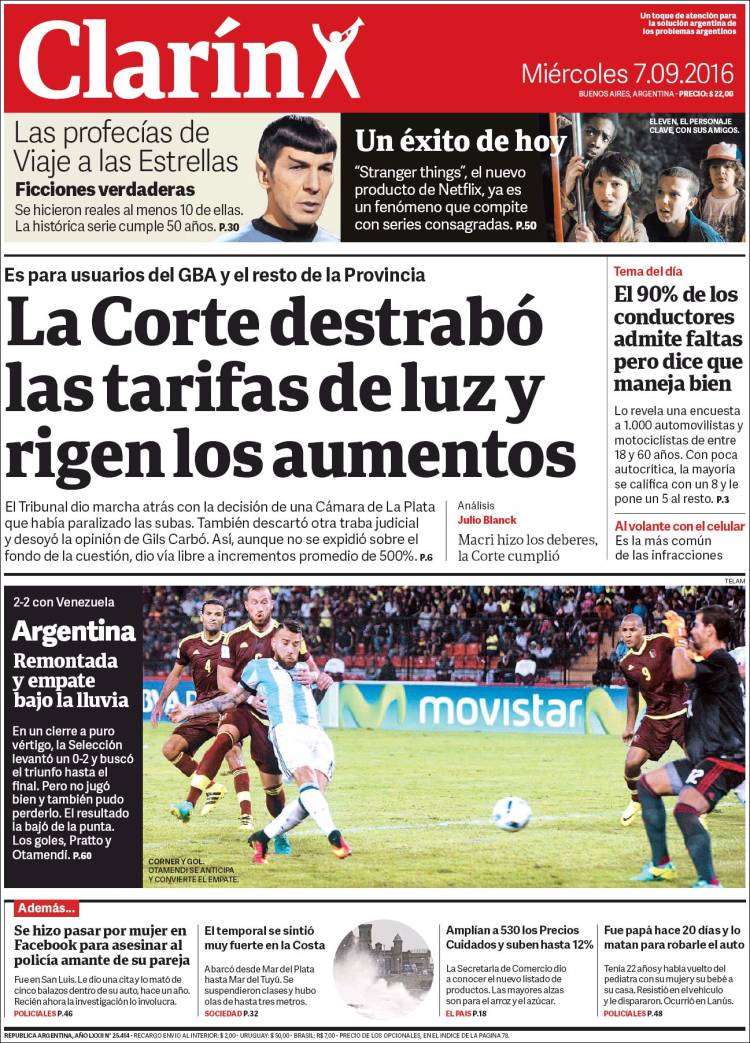 Clarín
Un toque de atención para
la solución argentina de
los problemas argentinos
Miércoles 7.09.2016
BUENOS AIRES, ARGENTINA - PRECIO: $ 22,00
Las profecías de
Viaje a las Estrellas
Ficciones verdaderas
Se hicieron reales al menos 10 de ellas.
La histórica serie cumple 50 años. P.30
Un éxito de hoy
"Stranger things", el nuevo
producto de Netflix, ya es
un fenómeno que compite
con series consagradas. P.50
ELEVEN, EL PERSONAJE
CLAVE, CON SUS AMIGOS.
Es para usuarios del GBA y el resto de la Provincia
La Corte destrabó
las tarifas de luz y
rigen los aumentos
El Tribunal dio marcha atrás con la decisión de una Cámara de La Plata
que había paralizado las subas. También descartó otra traba judicial
y desoyó la opinión de Gils Carbó. Así, aunque no se expidió sobre el
fondo de la cuestión, dio vía libre a incrementos promedio de 500%. P.6
Análisis
Julio Blanck
Macri hizo los deberes,
la Corte cumplió
Tema del día
El 90% de los
conductores
admite faltas
pero dice que
maneja bien
Lo revela una encuesta
a 1.000 automovilistas y
motociclistas de entre
18 y 60 años. Con poca
autocrítica, la mayoría
se califica con un 8 y le
pone un 5 al resto. P.3
Al volante con el celular
Es la más común
de las infracciones
TELAM
2-2 con Venezuela
Argentina
Remontada
y empate
bajo la lluvia
En un cierre a puro
vértigo, la Selección
levantó un 0-2 y buscó
el triunfo hasta el
final. Pero no jugó
bien y también pudo
perderlo. El resultado
la bajó de la punta.
Los goles, Pratto y
Otamendi. P.60
BBVA
movistar
4
9
12
CORNER Y GOL.
OTAMENDI SE ANTICIPA
Y CONVIERTE EL EMPATE.
Además...
Se hizo pasar por mujer en
Facebook para asesinar al
policía amante de su pareja
Fue en San Luis. Le dio una cita y lo mató de
cinco balazos dentro de su auto, hace un año.
Recién ahora la investigación lo involucra.
POLICIALES P.46
El temporal se sintió
muy fuerte en la Costa
Abarcó desde Mar del Plata
hasta Mar del Tuyú. Se
suspendieron clases y hubo
olas de hasta tres metros.
SOCIEDAD P.32
Amplían a 530 los Precios
Cuidados y suben hasta 12%
La Secretaría de Comercio dio
a conocer el nuevo listado de
productos. Las mayores alzas
son para el arroz y el azúcar.
EL PAIS P.18
Fue papá hace 20 días y lo
matan para robarle el auto
Tenía 22 años y había vuelto del
pediatra con su mujer y su bebé a
su casa. Resistió en el vehículo
y le dispararon. Ocurrió en Lanús.
POLICIALES P.48
REPUBLICA ARGENTINA, AÑO LXXII N° 25.414 - RECARGO ENVIO AL INTERIOR: $ 2,00 - URUGUAY: $ 50,00 - BRASIL: R$ 7,00 - PRECIO DE LOS OPCIONALES, EN EL INDICE DE LA PAGINA 78.